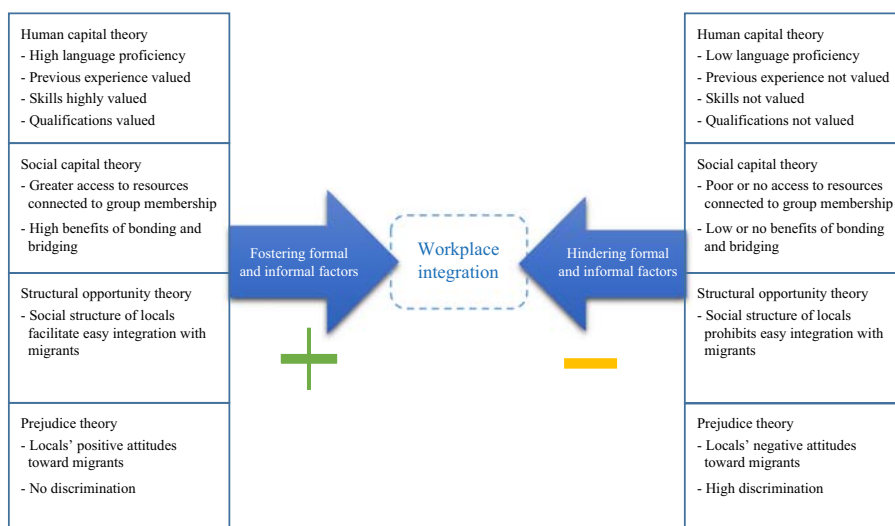 Human capital theory
- High language proficiency
- Previous experience valued
- Skills highly valued
- Qualifications valued
Social capital theory
- Greater access to resources
connected to group membership
- High benefits of bonding and
bridging
Structural opportunity theory
- Social structure of locals
facilitate easy integration with
migrants
Prejudice theory
- Locals’ positive attitudes
toward migrants
- No discrimination
Fostering formal
and informal factors
Workplace
integration
Hindering formal
and informal factors
Human capital theory
- Low language proficiency
- Previous experience not valued
- Skills not valued
- Qualifications not valued
Social capital theory
- Poor or no access to resources
connected to group membership
- Low or no benefits of bonding
and bridging
Structural opportunity theory
- Social structure of locals
prohibits easy integration with
migrants
Prejudice theory
- Locals’ negative attitudes
toward migrants
- High discrimination